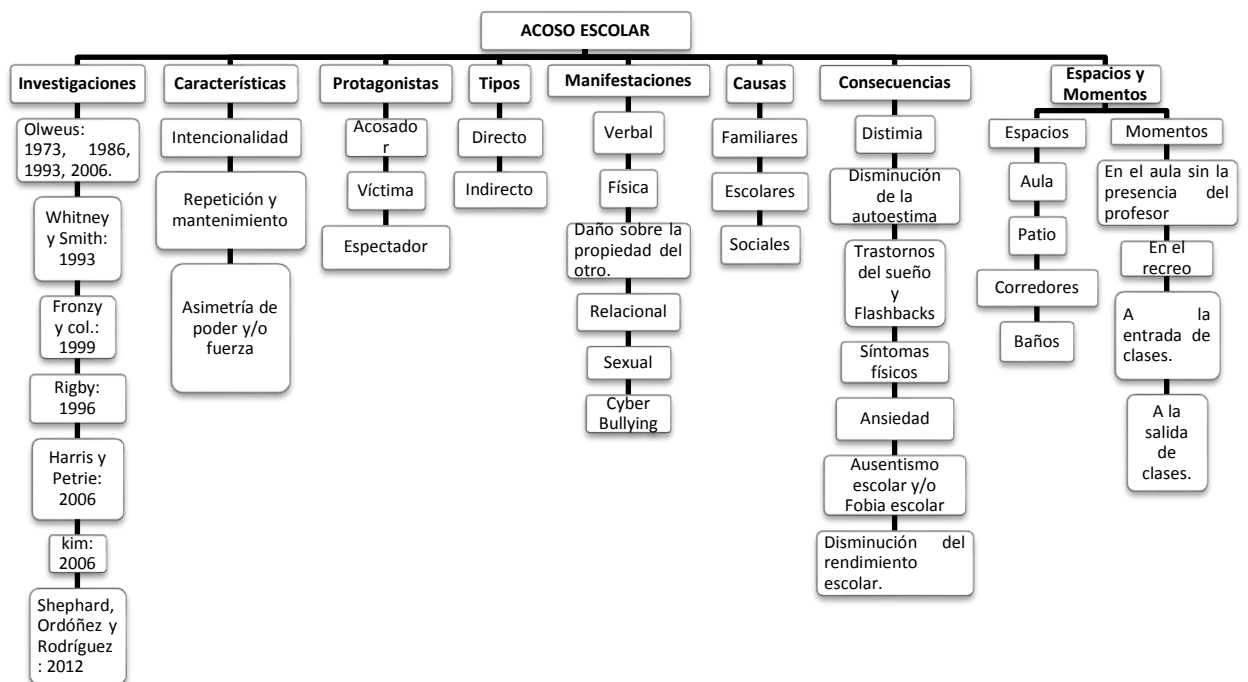 ACOSO ESCOLAR
Investigaciones
Olweus:
1973, 1986,
1993, 2006.
Whitney
y Smith:
1993
Fronzy
y col.:
1999
Rigby:
1996
Harris y
Petrie:
2006
kim:
2006
Shephard,
Ordóñez y
Rodríguez
: 2012
Características
Intencionalidad
Repetición y
mantenimiento
Asimetría de
poder y/o
fuerza
Protagonistas
Acosado
r
Víctima
Espectador
Tipos
Directo
Indirecto
Manifestaciones
Verbal
Física
Daño sobre la
propiedad del
otro.
Relacional
Sexual
Cyber
Bullying
Causas
Familiares
Escolares
Sociales
Consecuencias
Distimia
Disminución
de la
autoestima
Trastornos
del sueño
y
Flashbacks
Síntomas
físicos
Ansiedad
Ausentismo
escolar y/o
Fobia escolar
Disminución del
rendimiento
escolar.
Espacios y
Momentos
Espacios
Aula
Patio
Corredores
Baños
Momentos
En el aula sin la
presencia del
profesor
En el
recreo
A la
entrada de
clases.
A la
salida
de
clases.